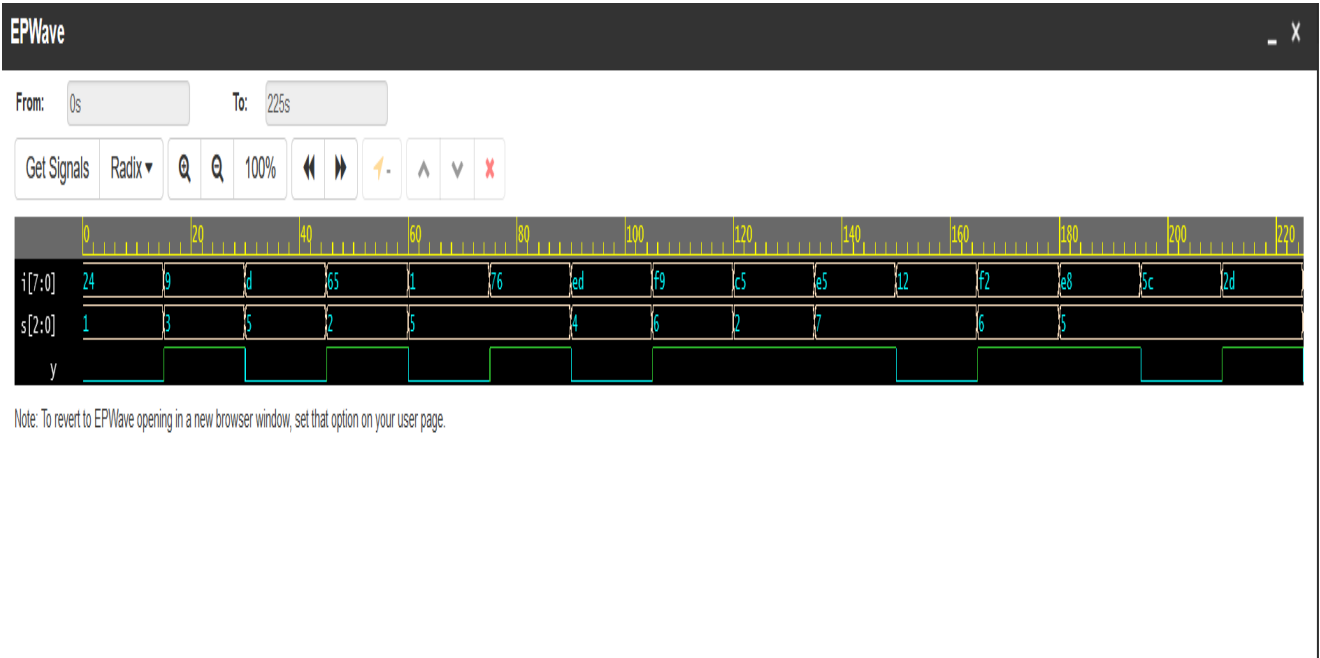 EPWave
From: 0s To: 225s
Get Signals Radix 100%
0 20 40 60 80 100 120 140 160 180 200 220
i[7:0] 24 9 d 65 1 76 ed f9 c5 e5 12 f2 e8 5c 2d
s[2:0] 1 3 5 2 5 4 6 2 7 6 5
y
Note: To revert to EPWave opening in a new browser window, set that option on your user page.